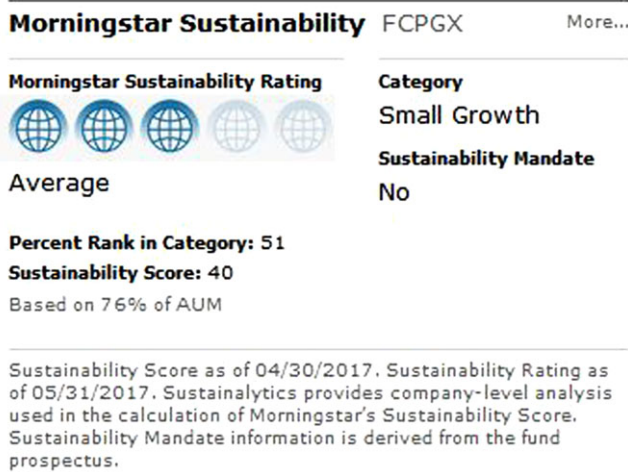 Morningstar Sustainability FCPGX More...
Morningstar Sustainability Rating
Average
Category
Small Growth
Sustainability Mandate
No
Percent Rank in Category: 51
Sustainability Score: 40
Based on 76% of AUM
Sustainability Score as of 04/30/2017. Sustainability Rating as
of 05/31/2017. Sustainalytics provides company-level analysis
used in the calculation of Morningstar's Sustainability Score.
Sustainability Mandate information is derived from the fund
prospectus.